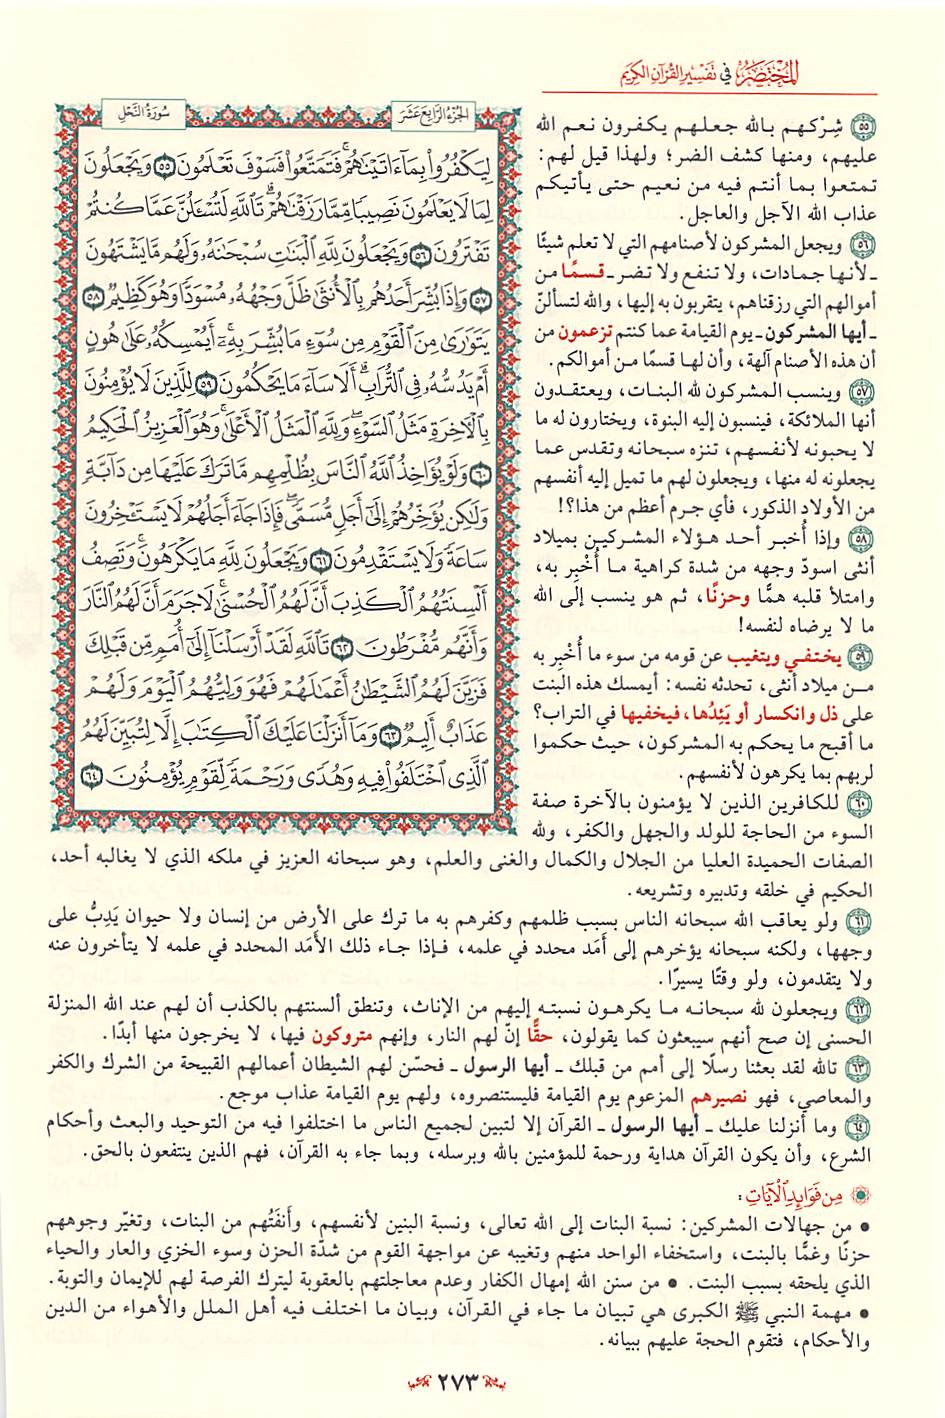 المختصر في تفسير القرآن الكريم
الجزء الرابع عشر
سورة النحل
لِيَكْفُرُوا۟ بِمَآ ءَاتَيْنَٰهُمْ ۚ فَتَمَتَّعُوا۟ فَسَوْفَ تَعْلَمُونَ ٥٥ وَيَجْعَلُونَ
لِمَا لَا يَعْلَمُونَ نَصِيبًا مِّمَّا رَزَقْنَٰهُمْ ۗ تَٱللَّهِ لَتُسْـَٔلُنَّ عَمَّا كُنتُمْ
تَفْتَرُونَ ٥٦ وَيَجْعَلُونَ لِلَّهِ ٱلْبَنَٰتِ سُبْحَٰنَهُۥ وَلَهُم مَّا يَشْتَهُونَ
٥٧ وَإِذَا بُشِّرَ أَحَدُهُم بِٱلْأُنثَىٰ ظَلَّ وَجْهُهُۥ مُسْوَدًّا وَهُوَ كَظِيمٌ ٥٨
يَتَوَٰرَىٰ مِنَ ٱلْقَوْمِ مِن سُوٓءِ مَا بُشِّرَ بِهِۦٓ ۚ أَيُمْسِكُهُۥ عَلَىٰ هُونٍ
أَمْ يَدُسُّهُۥ فِى ٱلتُّرَابِ ۗ أَلَا سَآءَ مَا يَحْكُمُونَ ٥٩ لِلَّذِينَ لَا يُؤْمِنُونَ
بِٱلْـَٔاخِرَةِ مَثَلُ ٱلسَّوْءِ ۖ وَلِلَّهِ ٱلْمَثَلُ ٱلْأَعْلَىٰ ۚ وَهُوَ ٱلْعَزِيزُ ٱلْحَكِيمُ
٦٠ وَلَوْ يُؤَاخِذُ ٱللَّهُ ٱلنَّاسَ بِظُلْمِهِم مَّا تَرَكَ عَلَيْهَا مِن دَآبَّةٍ
وَلَٰكِن يُؤَخِّرُهُمْ إِلَىٰٓ أَجَلٍ مُّسَمًّى ۖ فَإِذَا جَآءَ أَجَلُهُمْ لَا يَسْتَـْٔخِرُونَ
سَاعَةً وَلَا يَسْتَقْدِمُونَ ٦١ وَيَجْعَلُونَ لِلَّهِ مَا يَكْرَهُونَ ۚ وَتَصِفُ
أَلْسِنَتُهُمُ ٱلْكَذِبَ أَنَّ لَهُمُ ٱلْحُسْنَىٰ ۖ لَا جَرَمَ أَنَّ لَهُمُ ٱلنَّارَ
وَأَنَّهُم مُّفْرَطُونَ ٦٢ تَٱللَّهِ لَقَدْ أَرْسَلْنَآ إِلَىٰٓ أُمَمٍ مِّن قَبْلِكَ
فَزَيَّنَ لَهُمُ ٱلشَّيْطَٰنُ أَعْمَٰلَهُمْ فَهُوَ وَلِيُّهُمُ ٱلْيَوْمَ وَلَهُمْ
عَذَابٌ أَلِيمٌ ٦٣ وَمَآ أَنزَلْنَا عَلَيْكَ ٱلْكِتَٰبَ إِلَّا لِتُبَيِّنَ لَهُمُ
ٱلَّذِى ٱخْتَلَفُوا۟ فِيهِ ۙ وَهُدًى وَرَحْمَةً لِّقَوْمٍ يُؤْمِنُونَ ٦٤
٥٥ شِرْكهم بالله جعلهم يكفرون نعم الله
عليهم، ومنها كشف الضر؛ ولهذا قيل لهم:
تمتعوا بما أنتم فيه من نعيم حتى يأتيكم
عذاب الله الآجل والعاجل.
٥٦ ويجعل المشركون لأصنامهم التي لا تعلم شيئًا
ـ لأنها جمادات، ولا تنفع ولا تضر ـ قسمًا من
أموالهم التي رزقناهم، يتقربون به إليها، والله لتسألنّ
ـ أيها المشركون ـ يوم القيامة عما كنتم تزعمون من
أن هذه الأصنام آلهة، وأن لها قسمًا من أموالكم.
٥٧ وينسب المشركون لله البنات، ويعتقدون
أنها الملائكة، فينسبون إليه البنوة، ويختارون له ما
لا يحبونه لأنفسهم، تنزه سبحانه وتقدس عما
يجعلونه له منها، ويجعلون لهم ما تميل إليه أنفسهم
من الأولاد الذكور، فأي جرم أعظم من هذا؟!
٥٨ وإذا أُخبر أحد هؤلاء المشركين بميلاد
أنثى اسودّ وجهه من شدة كراهية ما أُخْبِر به،
وامتلأ قلبه همًّا وحزنًا، ثم هو ينسب إلى الله
ما لا يرضاه لنفسه!
٥٩ يختفي ويتغيب عن قومه من سوء ما أُخْبِر به
من ميلاد أنثى، تحدثه نفسه: أيمسك هذه البنت
على ذل وانكسار أو يَئِدُها، فيخفيها في التراب؟
ما أقبح ما يحكم به المشركون، حيث حكموا
لربهم بما يكرهون لأنفسهم.
٦٠ للكافرين الذين لا يؤمنون بالآخرة صفة
السوء من الحاجة للولد والجهل والكفر، ولله
الصفات الحميدة العليا من الجلال والكمال والغنى والعلم، وهو سبحانه العزيز في ملكه الذي لا يغالبه أحد،
الحكيم في خلقه وتدبيره وتشريعه.
٦١ ولو يعاقب الله سبحانه الناس بسبب ظلمهم وكفرهم به ما ترك على الأرض من إنسان ولا حيوان يَدِبُّ على
وجهها، ولكنه سبحانه يؤخرهم إلى أمَد محدد في علمه، فإذا جاء ذلك الأمَد المحدد في علمه لا يتأخرون عنه
ولا يتقدمون، ولو وقتًا يسيرًا.
٦٢ ويجعلون لله سبحانه ما يكرهون نسبته إليهم من الإناث، وتنطق ألسنتهم بالكذب أن لهم عند الله المنزلة
الحسنى إن صح أنهم سيبعثون كما يقولون، حقًّا إنّ لهم النار، وإنهم متروكون فيها، لا يخرجون منها أبدًا.
٦٣ تالله لقد بعثنا رسلًا إلى أمم من قبلك ـ أيها الرسول ـ فحسّن لهم الشيطان أعمالهم القبيحة من الشرك والكفر
والمعاصي، فهو نصيرهم المزعوم يوم القيامة فليستنصروه، ولهم يوم القيامة عذاب موجع.
٦٤ وما أنزلنا عليك ـ أيها الرسول ـ القرآن إلا لتبين لجميع الناس ما اختلفوا فيه من التوحيد والبعث وأحكام
الشرع، وأن يكون القرآن هداية ورحمة للمؤمنين بالله وبرسله، وبما جاء به القرآن، فهم الذين ينتفعون بالحق.
من فوائد الآيات:
• من جهالات المشركين: نسبة البنات إلى الله تعالى، ونسبة البنين لأنفسهم، وأَنفَتُهم من البنات، وتغيّر وجوههم
حزنًا وغمًّا بالبنت، واستخفاء الواحد منهم وتغيبه عن مواجهة القوم من شدّة الحزن وسوء الخزي والعار والحياء
الذي يلحقه بسبب البنت. • من سنن الله إمهال الكفار وعدم معاجلتهم بالعقوبة ليترك الفرصة لهم للإيمان والتوبة.
• مهمة النبي ﷺ الكبرى هي تبيان ما جاء في القرآن، وبيان ما اختلف فيه أهل الملل والأهواء من الدين
والأحكام، فتقوم الحجة عليهم ببيانه.
٢٧٣